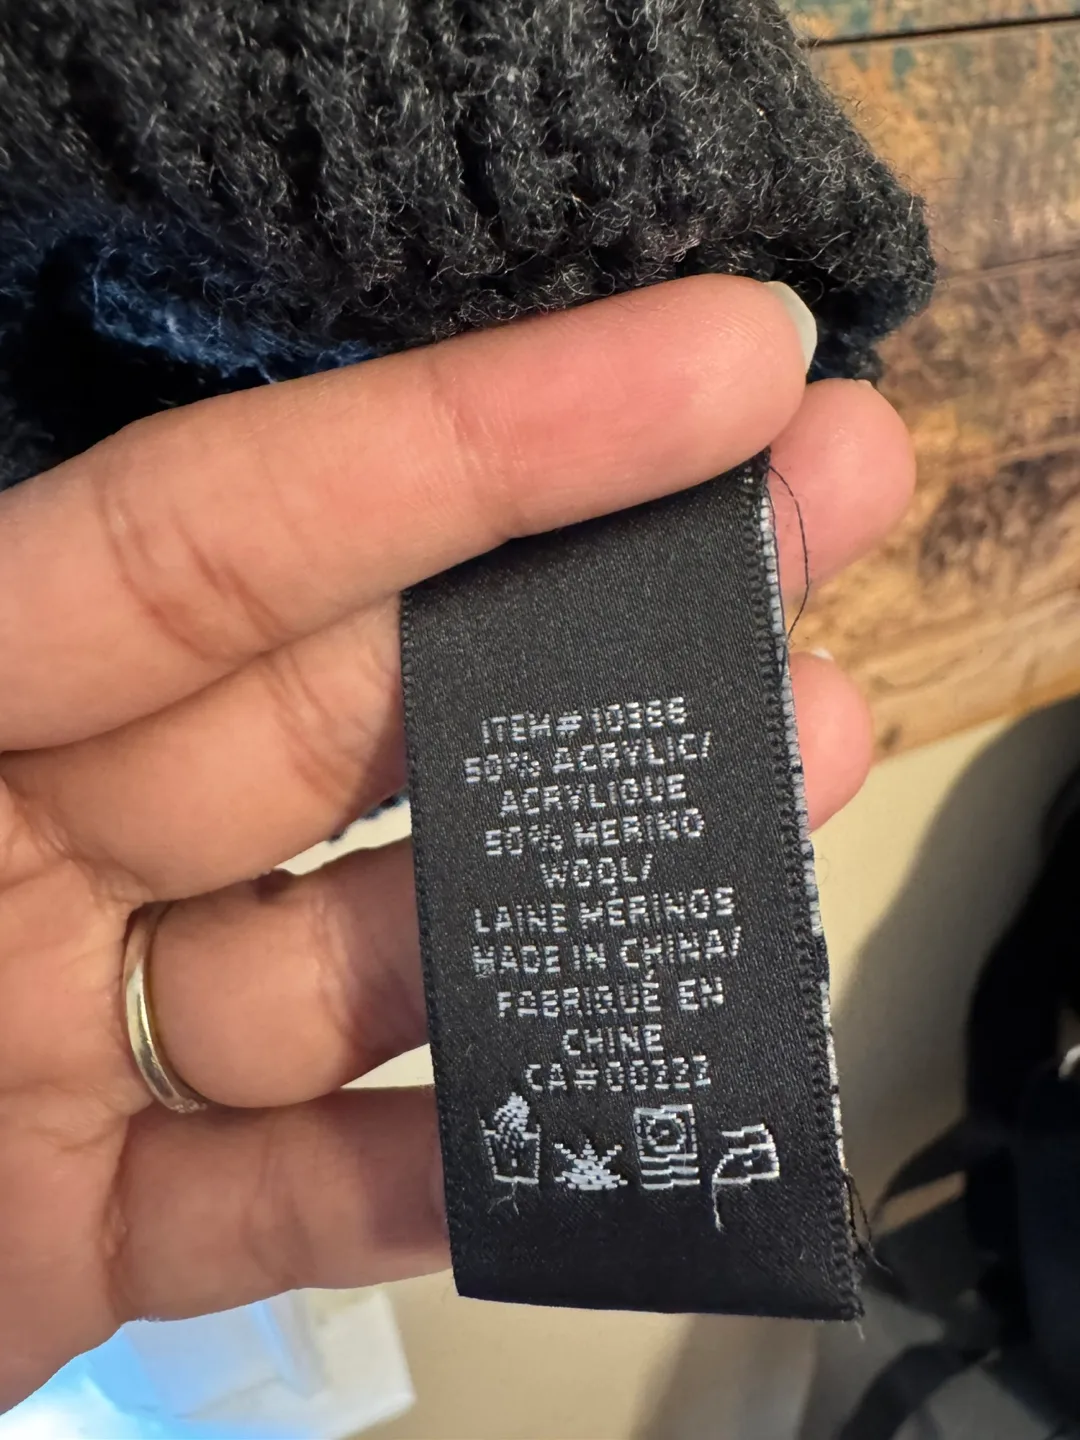 ITEM# 10366
50% ACRYLIC/
ACRYLIQUE
50% MERINO
WOOL/
LAINE MERINOS
MADE IN CHINA/
FABRIQUÉ EN
CHINE
CA#00222